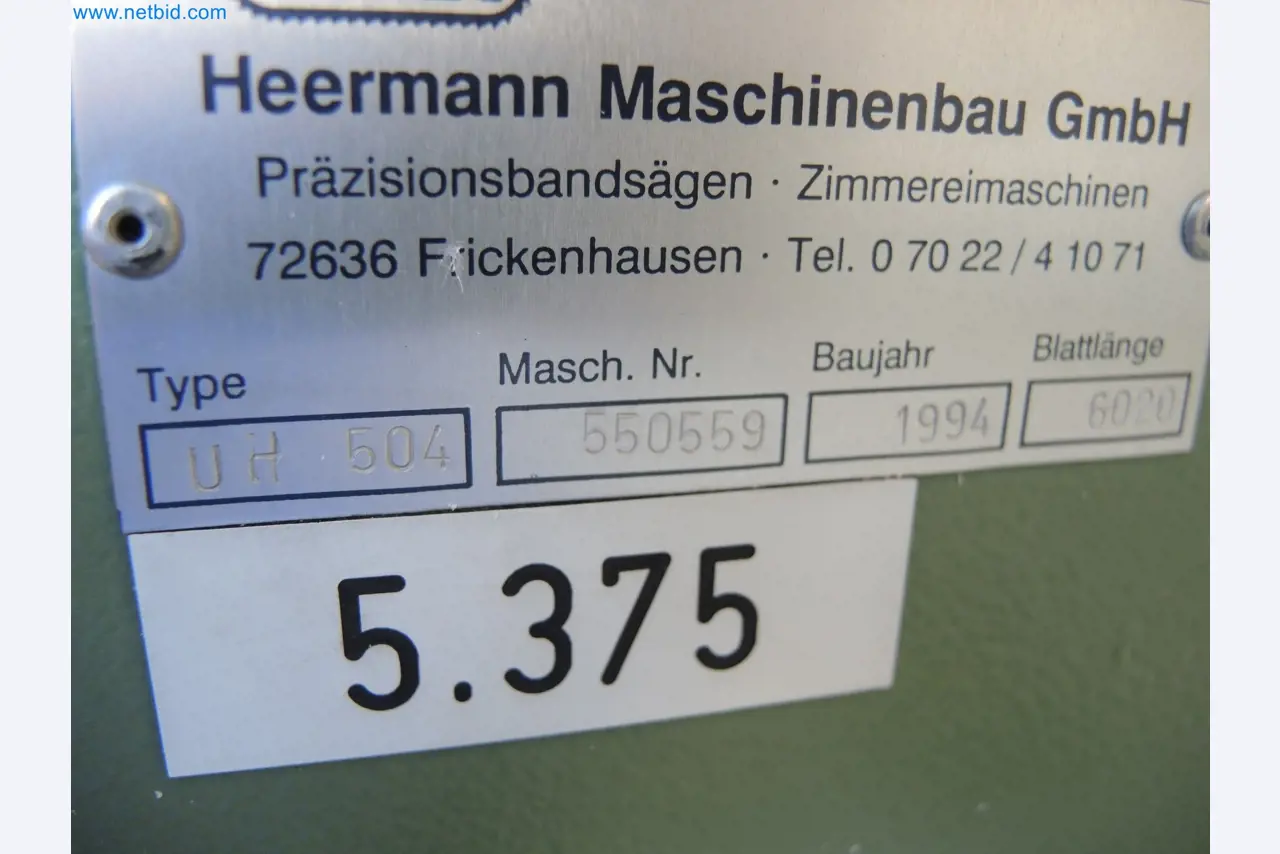 www.netbid.com
Heermann Maschinenbau GmbH
Präzisionsbandsägen · Zimmereimaschinen
72636 Frickenhausen · Tel. 0 70 22 / 4 10 71
Type Masch. Nr. Baujahr Blattlänge
UH 504 550559 1994 6020
5.375